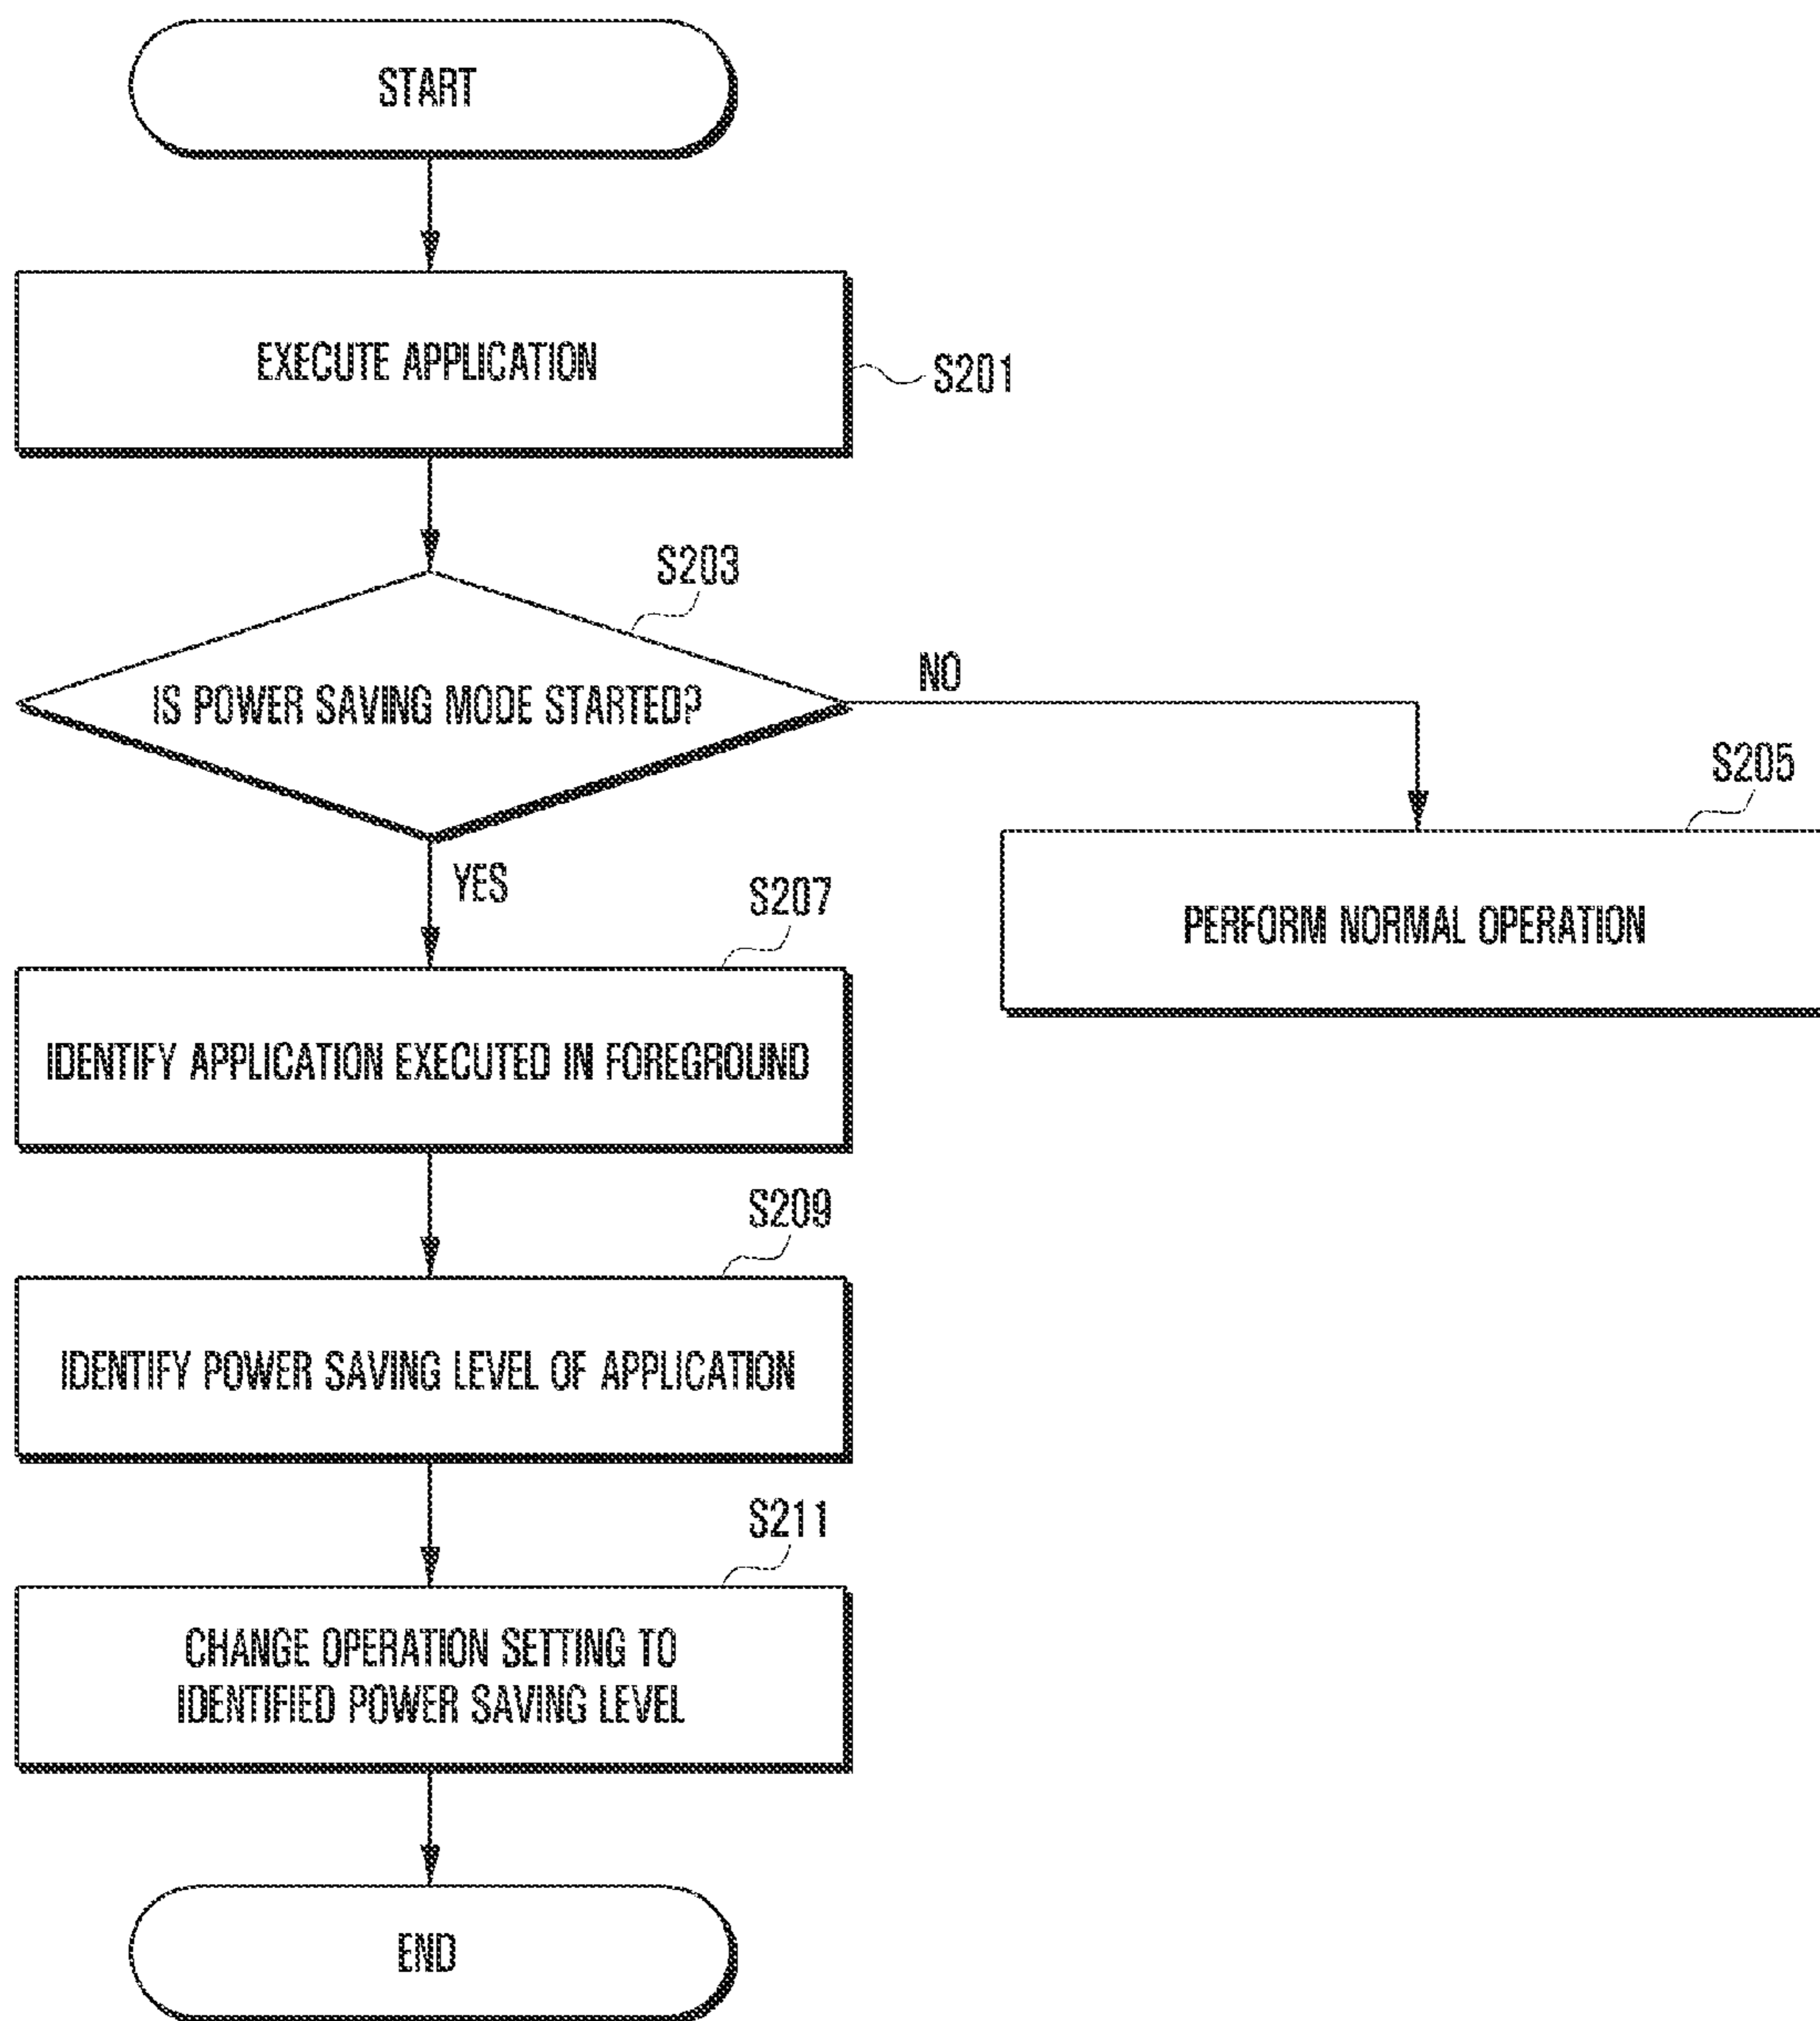 START
EXECUTE APPLICATION
S201
S203
IS POWER SAVING MODE STARTED?
NO
S205
PERFORM NORMAL OPERATION
YES
S207
IDENTIFY APPLICATION EXECUTED IN FOREGROUND
S209
IDENTIFY POWER SAVING LEVEL OF APPLICATION
S211
CHANGE OPERATION SETTING TO
IDENTIFIED POWER SAVING LEVEL
END